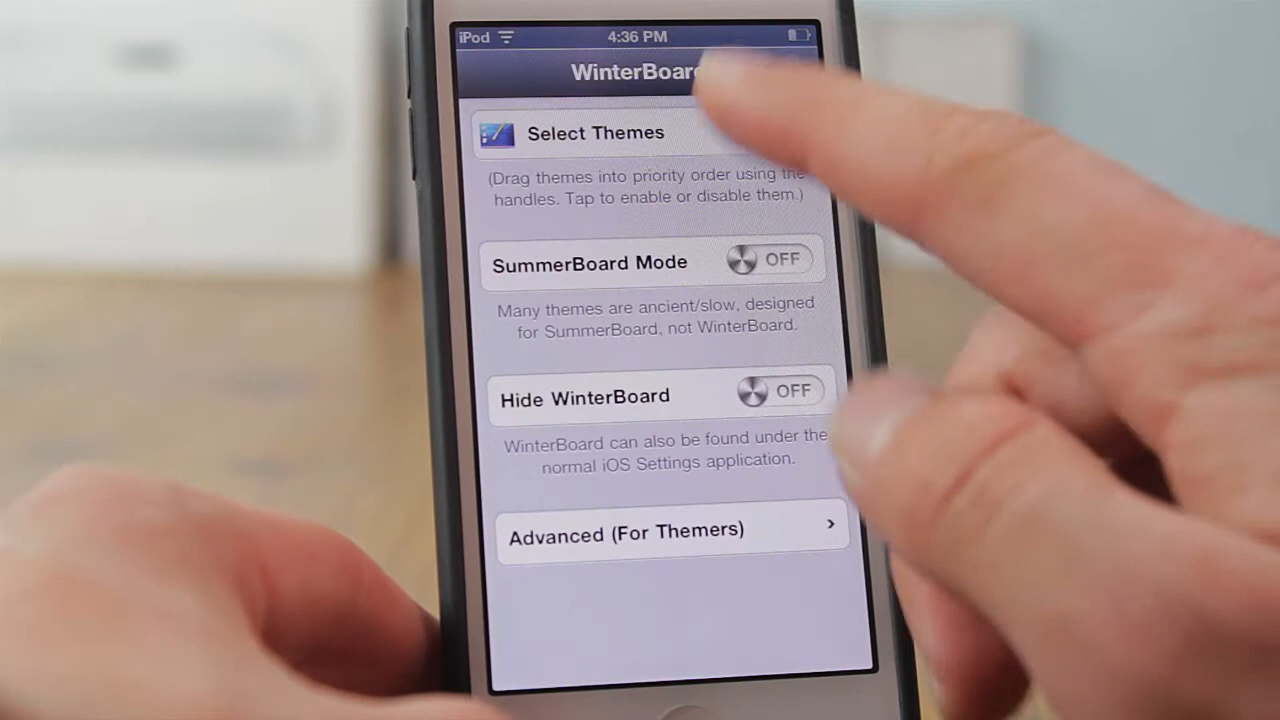 iPod 4:36 PM
WinterBoar
Select Themes
(Drag themes into priority order using the
handles. Tap to enable or disable them.)
SummerBoard Mode OFF
Many themes are ancient/slow, designed
for SummerBoard, not WinterBoard.
Hide WinterBoard OFF
WinterBoard can also be found under the
normal iOS Settings application.
Advanced (For Themers)